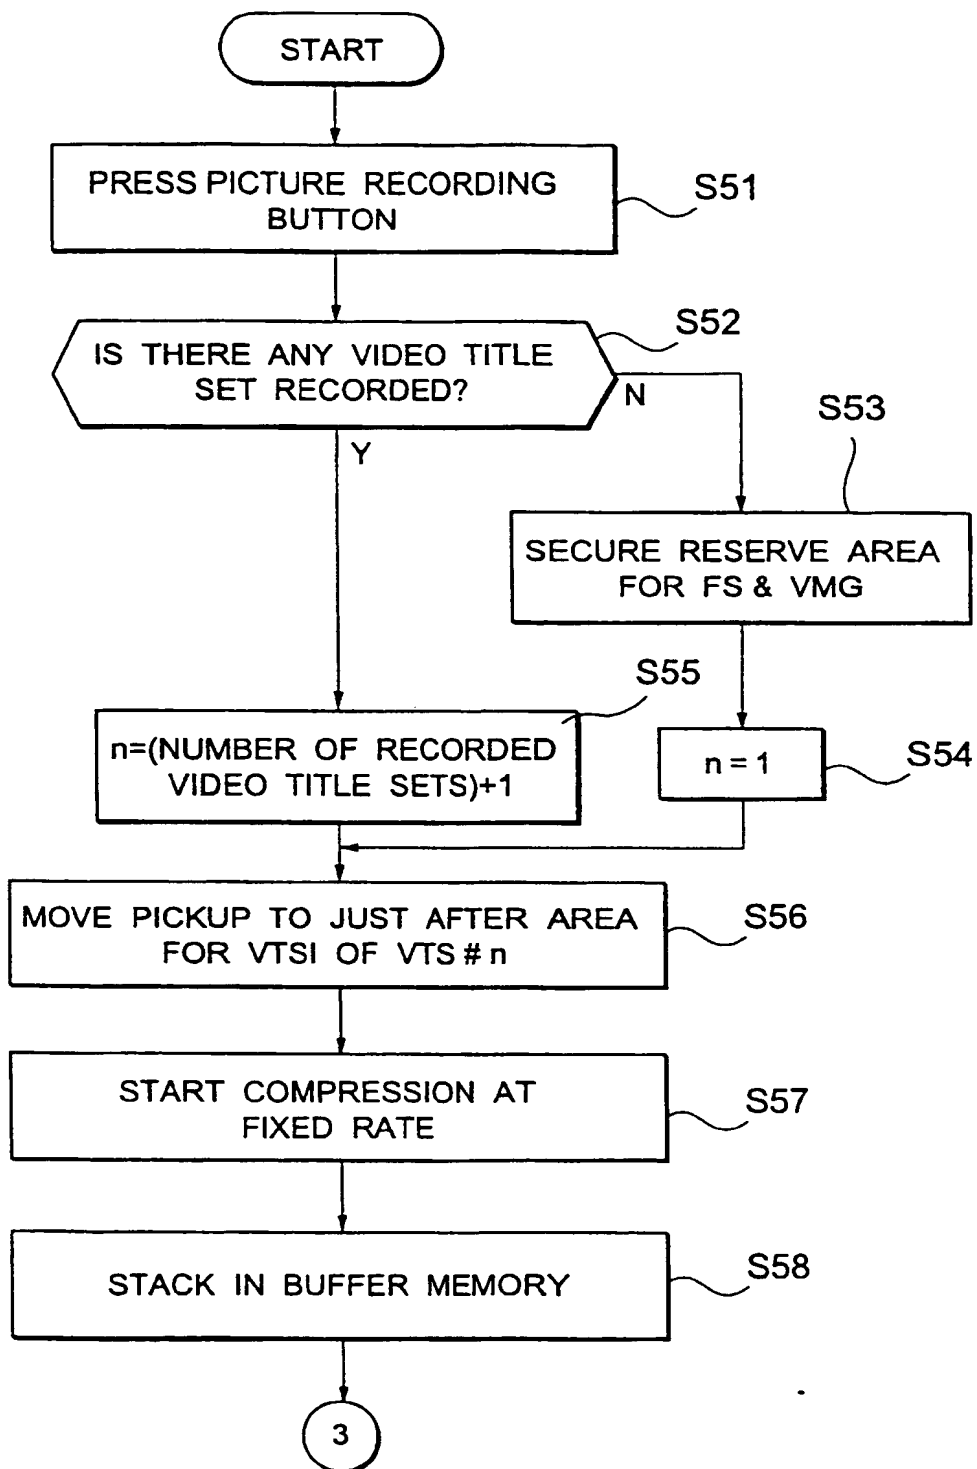 START
PRESS PICTURE RECORDING
BUTTON
S51
IS THERE ANY VIDEO TITLE
SET RECORDED?
S52
N
Y
S53
SECURE RESERVE AREA
FOR FS & VMG
S55
n=(NUMBER OF RECORDED
VIDEO TITLE SETS)+1
n = 1
S54
MOVE PICKUP TO JUST AFTER AREA
FOR VTSI OF VTS # n
S56
START COMPRESSION AT
FIXED RATE
S57
STACK IN BUFFER MEMORY
S58
3